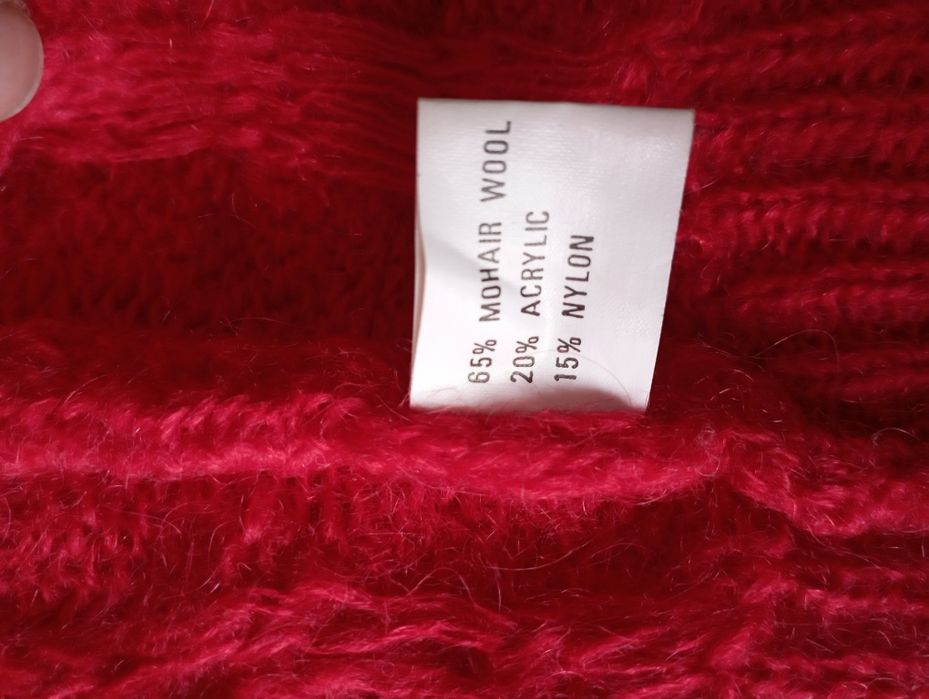 65% MOHAIR WOOL
20% ACRYLIC
15% NYLON